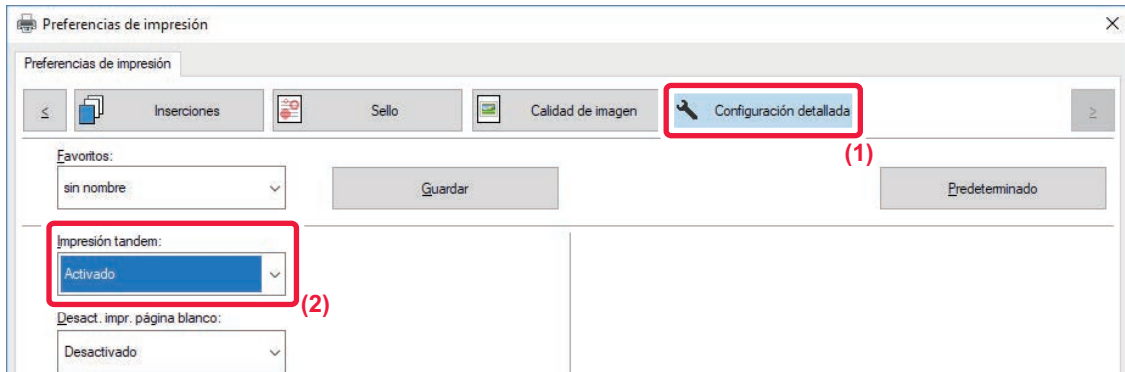 Preferencias de impresión
Preferencias de impresión
< Inserciones Sello Calidad de imagen Configuración detallada >
(1)
Favoritos:
sin nombre Guardar Predeterminado
Impresión tandem:
Activado
(2)
Desact. impr. página blanco:
Desactivado